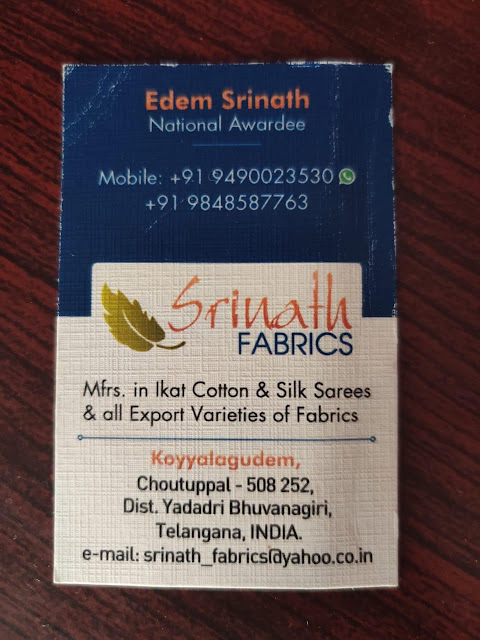 Edem Srinath
National Awardee
Mobile: +91 9490023530
+91 9848587763
Srinath
FABRICS
Mfrs. in Ikat Cotton & Silk Sarees
& all Export Varieties of Fabrics
Koyyalagudem,
Choutuppal - 508 252,
Dist. Yadadri Bhuvanagiri,
Telangana, INDIA.
e-mail: srinath_fabrics@yahoo.co.in